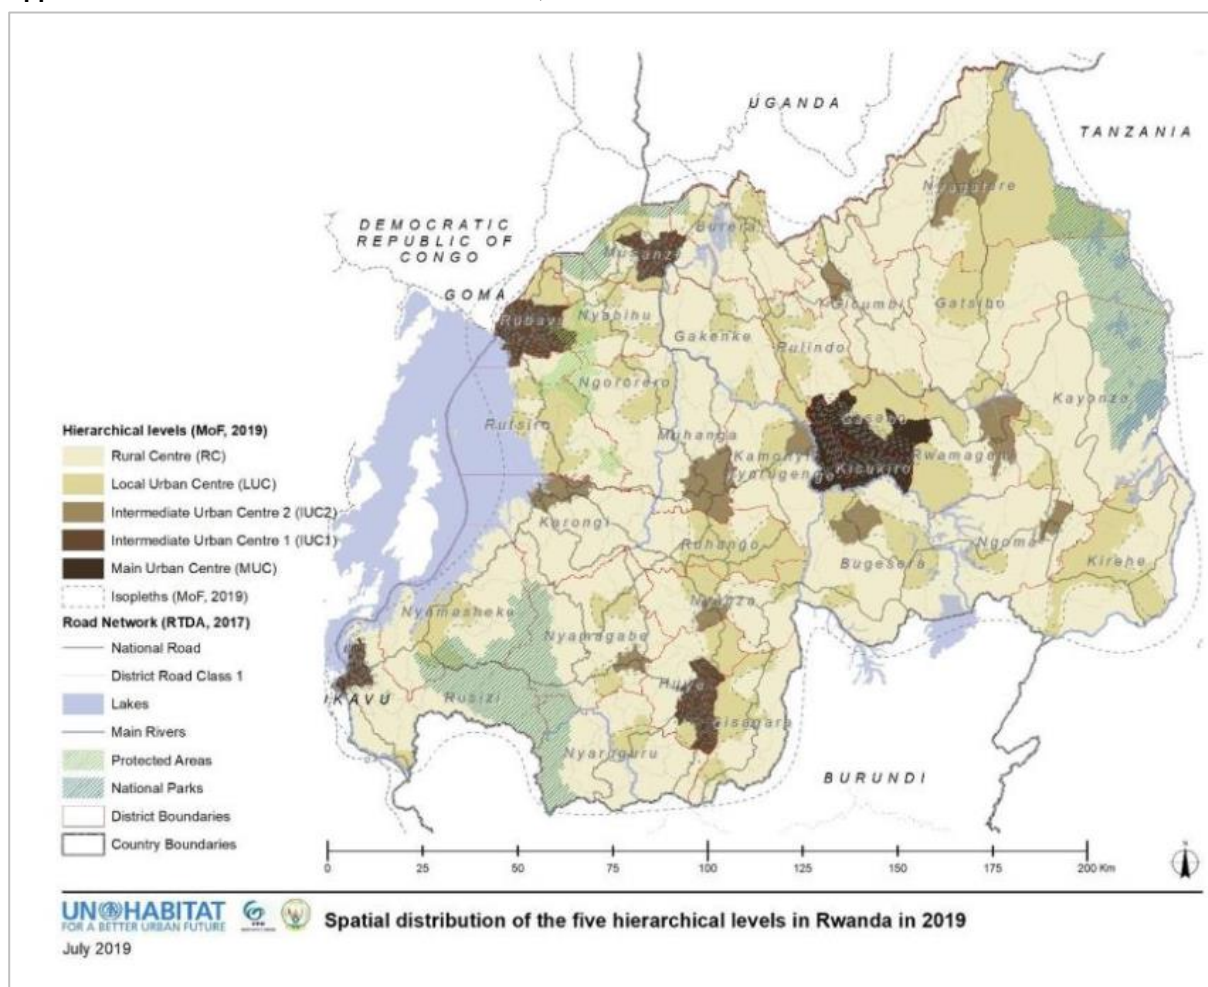 UGANDA
TANZANIA
DEMOCRATIC
REPUBLIC OF
CONGO
GOMA
Nyagatare
Burera
Musanze
Rubavu
Nyabihu
Gicumbi
Gatsibo
Gakenke
Rulindo
Ngororero
Kayonza
Gasabo
Rutsiro
Muhanga
Kamonyi
Nyarugenge
Kicukiro
Rwamagana
Karongi
Ruhango
Bugesera
Ngoma
Kirehe
Nyamasheke
Nyanza
Nyamagabe
Huye
IKAVU
Rusizi
Gisagara
Nyaruguru
BURUNDI
Hierarchical levels (MoF, 2019)
Rural Centre (RC)
Local Urban Centre (LUC)
Intermediate Urban Centre 2 (IUC2)
Intermediate Urban Centre 1 (IUC1)
Main Urban Centre (MUC)
Isopleths (MoF, 2019)
Road Network (RTDA, 2017)
National Road
District Road Class 1
Lakes
Main Rivers
Protected Areas
National Parks
District Boundaries
Country Boundaries
0 25 50 75 100 125 150 175 200 Km
N
UN HABITAT
FOR A BETTER URBAN FUTURE
Spatial distribution of the five hierarchical levels in Rwanda in 2019
July 2019